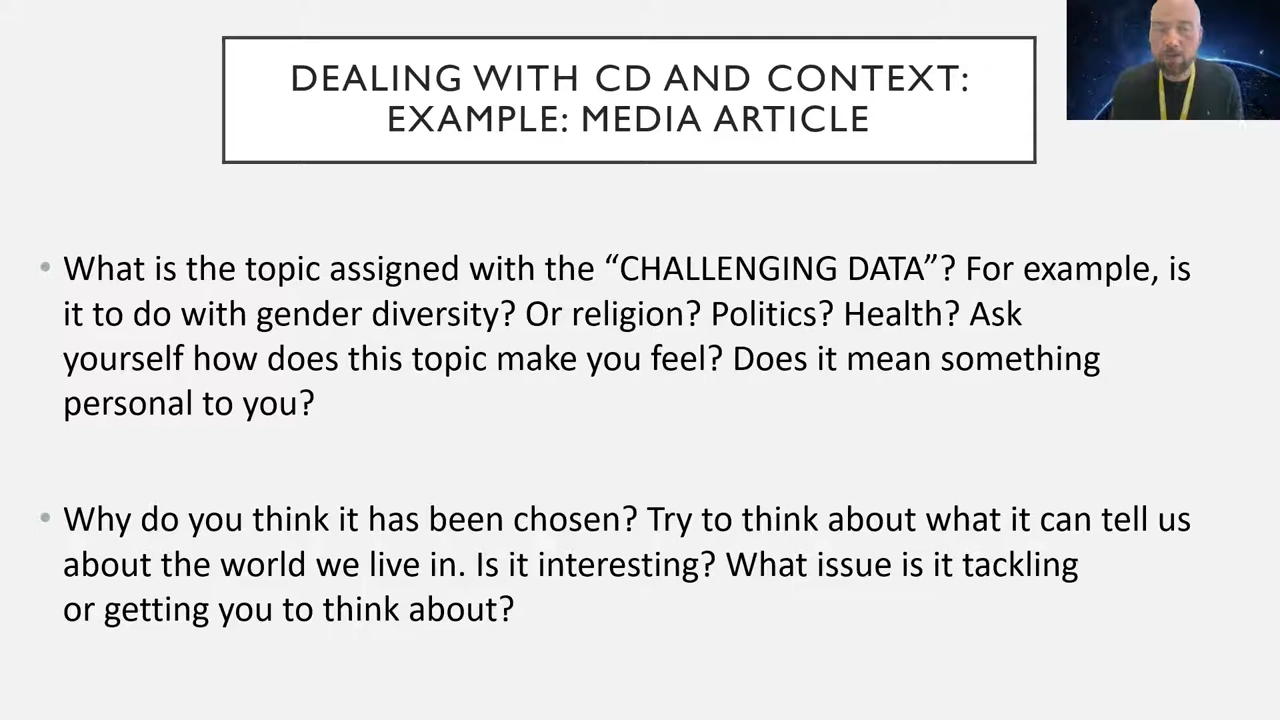 DEALING WITH CD AND CONTEXT:
EXAMPLE: MEDIA ARTICLE
• What is the topic assigned with the “CHALLENGING DATA”? For example, is
it to do with gender diversity? Or religion? Politics? Health? Ask
yourself how does this topic make you feel? Does it mean something
personal to you?
• Why do you think it has been chosen? Try to think about what it can tell us
about the world we live in. Is it interesting? What issue is it tackling
or getting you to think about?